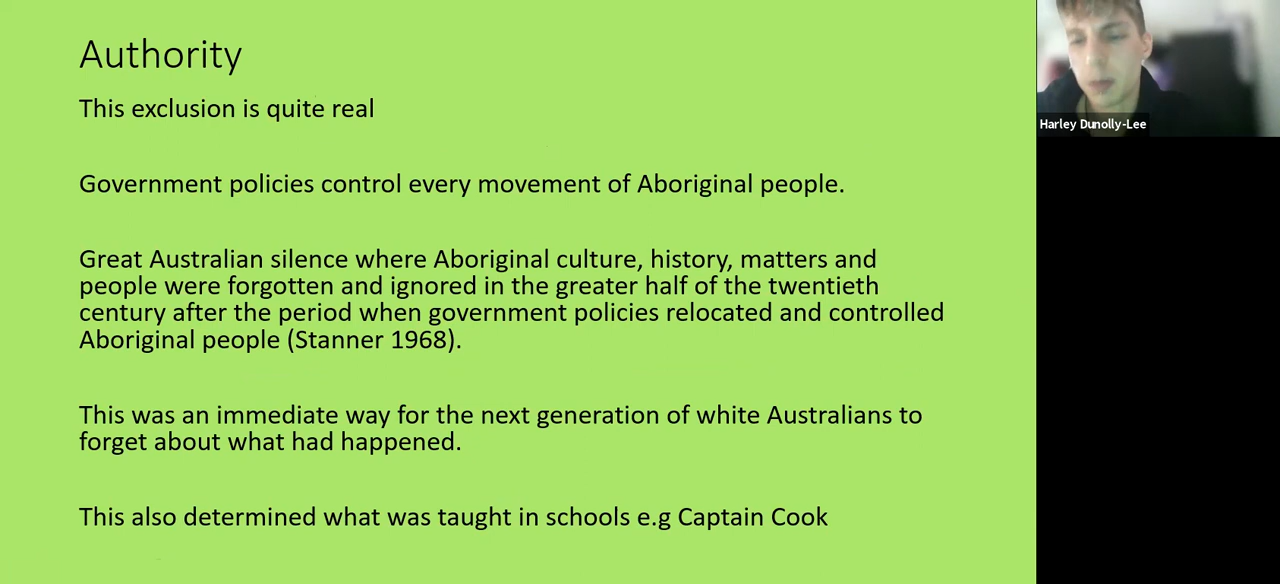 Authority
This exclusion is quite real
Government policies control every movement of Aboriginal people.
Great Australian silence where Aboriginal culture, history, matters and
people were forgotten and ignored in the greater half of the twentieth
century after the period when government policies relocated and controlled
Aboriginal people (Stanner 1968).
This was an immediate way for the next generation of white Australians to
forget about what had happened.
This also determined what was taught in schools e.g Captain Cook
Harley Dunolly-Lee